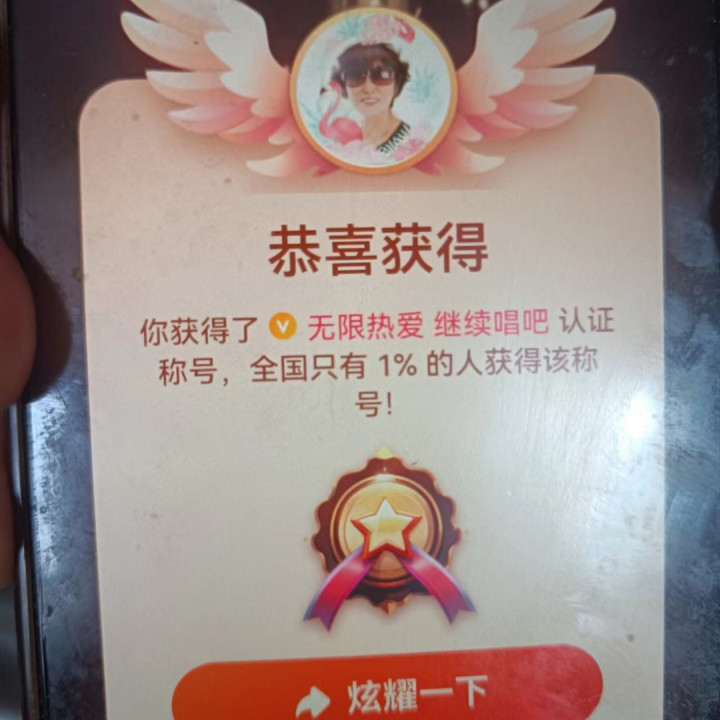 恭喜获得
你获得了 V 无限热爱 继续唱吧 认证
称号，全国只有 1% 的人获得该称
号!
炫耀一下